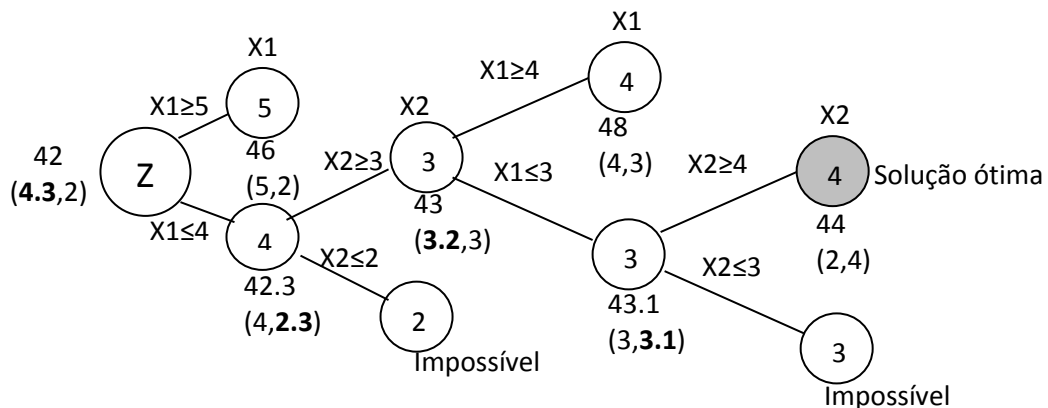 X1
X1≥4
4
X1≥5
5
X2
X2
42
(4.3,2)
Z
46
(5,2)
X2≥3
3
48
(4,3)
X1≤3
X2≥4
4
Solução ótima
X1≤4
4
43
(3.2,3)
44
(2,4)
42.3
(4,2.3)
X2≤2
2
Impossível
3
43.1
(3,3.1)
X2≤3
3
Impossível
X1